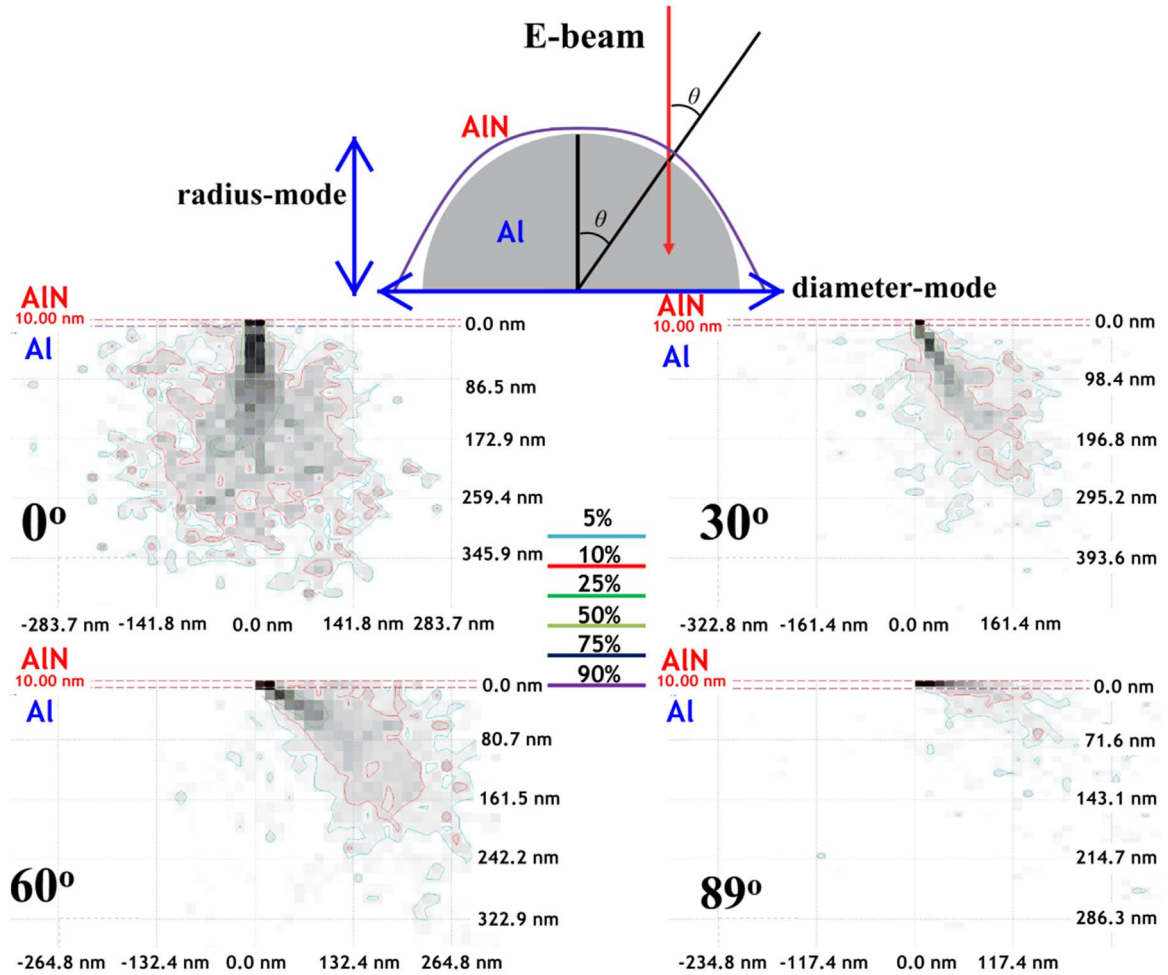 E-beam
θ
AlN
radius-mode
θ
Al
diameter-mode
AlN
10.00 nm
Al
0.0 nm
86.5 nm
172.9 nm
259.4 nm
345.9 nm
0º
-283.7 nm -141.8 nm 0.0 nm 141.8 nm 283.7 nm
AlN
10.00 nm
Al
0.0 nm
98.4 nm
196.8 nm
295.2 nm
393.6 nm
30º
-322.8 nm -161.4 nm 0.0 nm 161.4 nm
5%
10%
25%
50%
75%
90%
AlN
10.00 nm
Al
0.0 nm
80.7 nm
161.5 nm
242.2 nm
322.9 nm
60º
-264.8 nm -132.4 nm 0.0 nm 132.4 nm 264.8 nm
AlN
10.00 nm
Al
0.0 nm
71.6 nm
143.1 nm
214.7 nm
286.3 nm
89º
-234.8 nm -117.4 nm 0.0 nm 117.4 nm